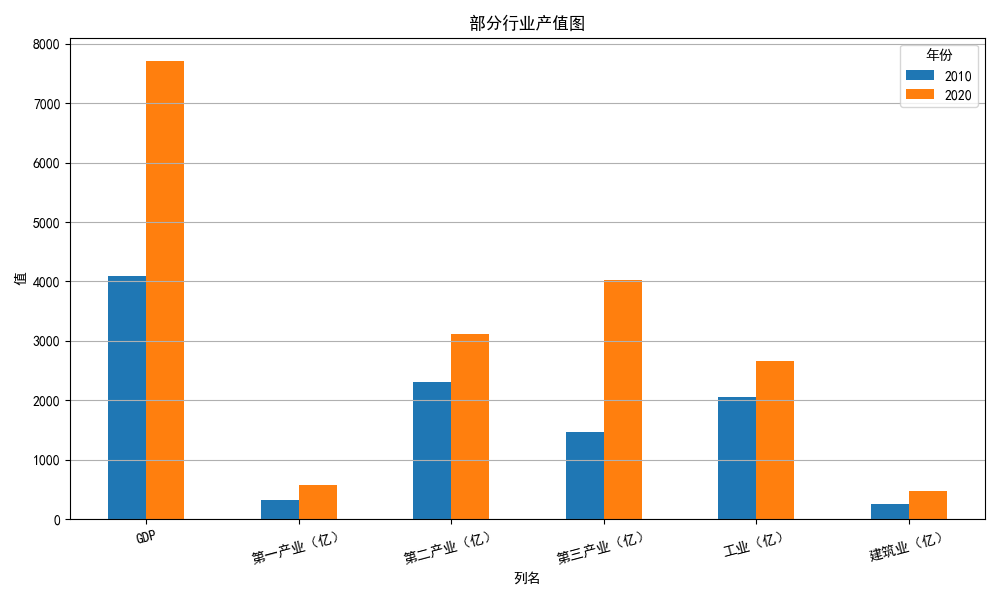 部分行业产值图
年份
2010
2020
8000
7000
6000
5000
4000
3000
2000
1000
0
值
GDP
第一产业（亿）
第二产业（亿）
第三产业（亿）
工业（亿）
建筑业（亿）
列名